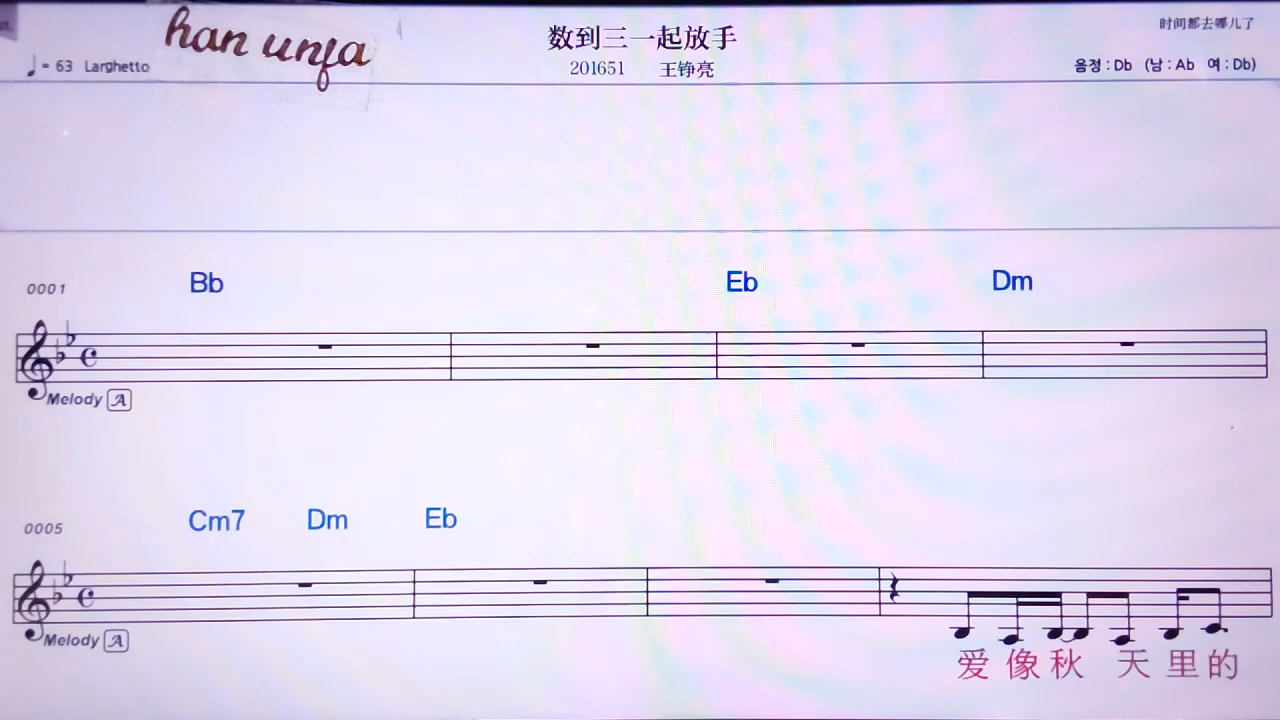 han unfa
数到三一起放手
时间都去哪儿了
♩= 63 Larghetto
201651 王铮亮
음정 : Db (남 : Ab 여 : Db)
0001 Bb Eb Dm
Melody A
0005 Cm7 Dm Eb
Melody A
爱像秋 天里的